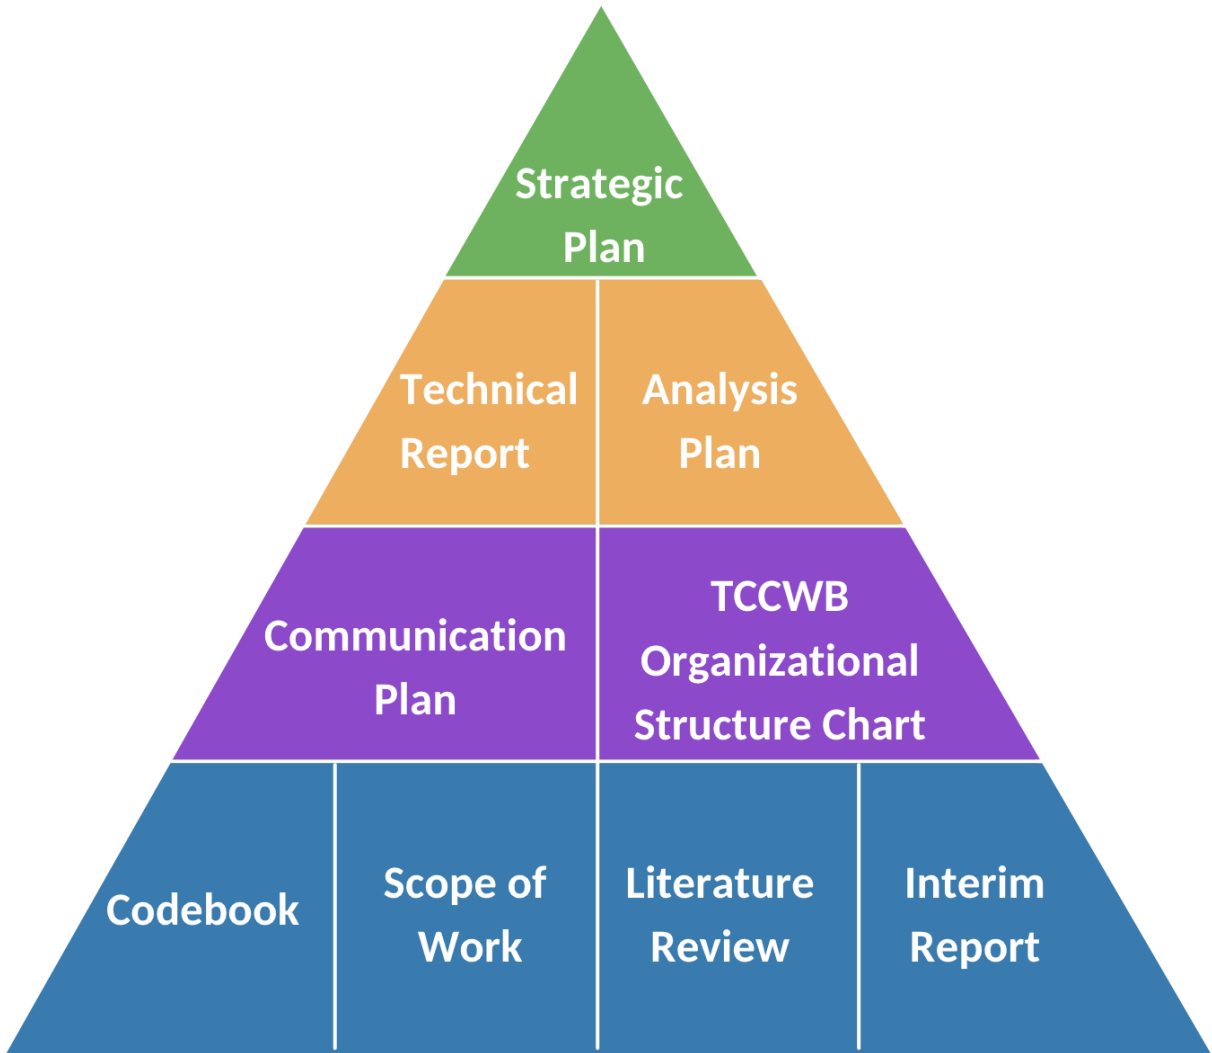 Strategic
Plan
Technical
Report
Analysis
Plan
Communication
Plan
TCCWB
Organizational
Structure Chart
Codebook
Scope of
Work
Literature
Review
Interim
Report